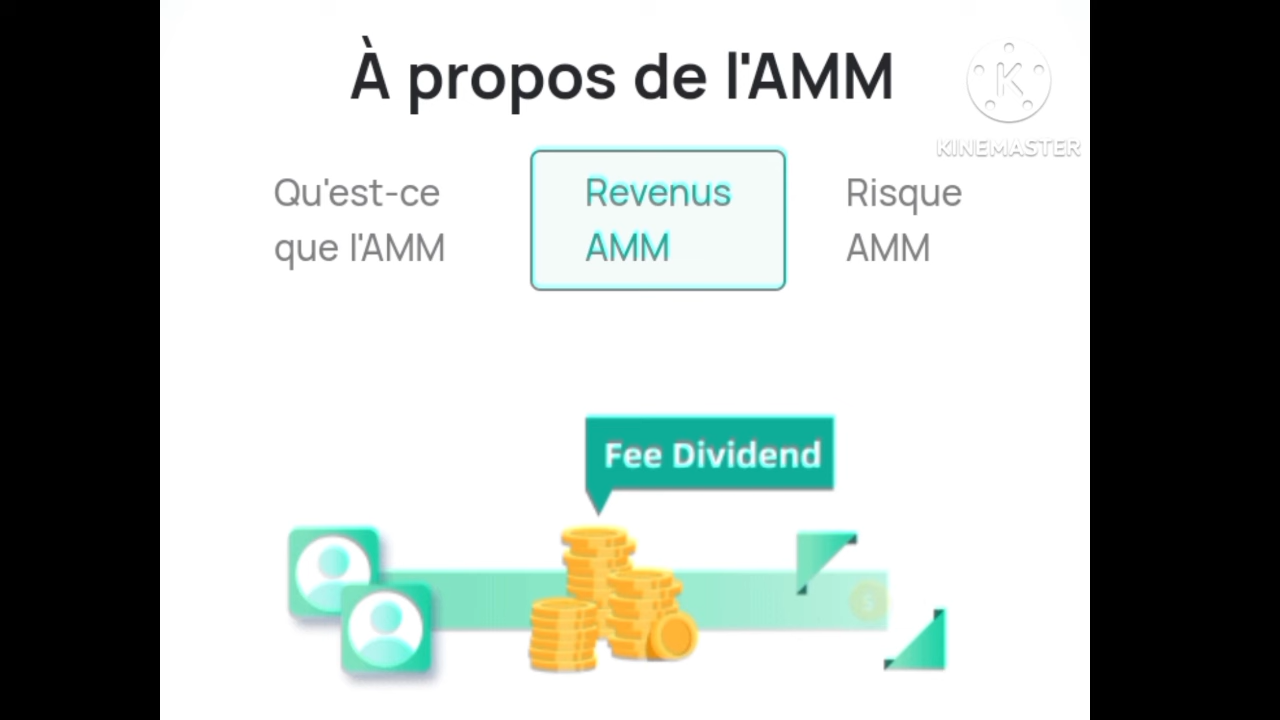 À propos de l'AMM
KINEMASTER
Qu'est-ce
que l'AMM
Revenus
AMM
Risque
AMM
Fee Dividend